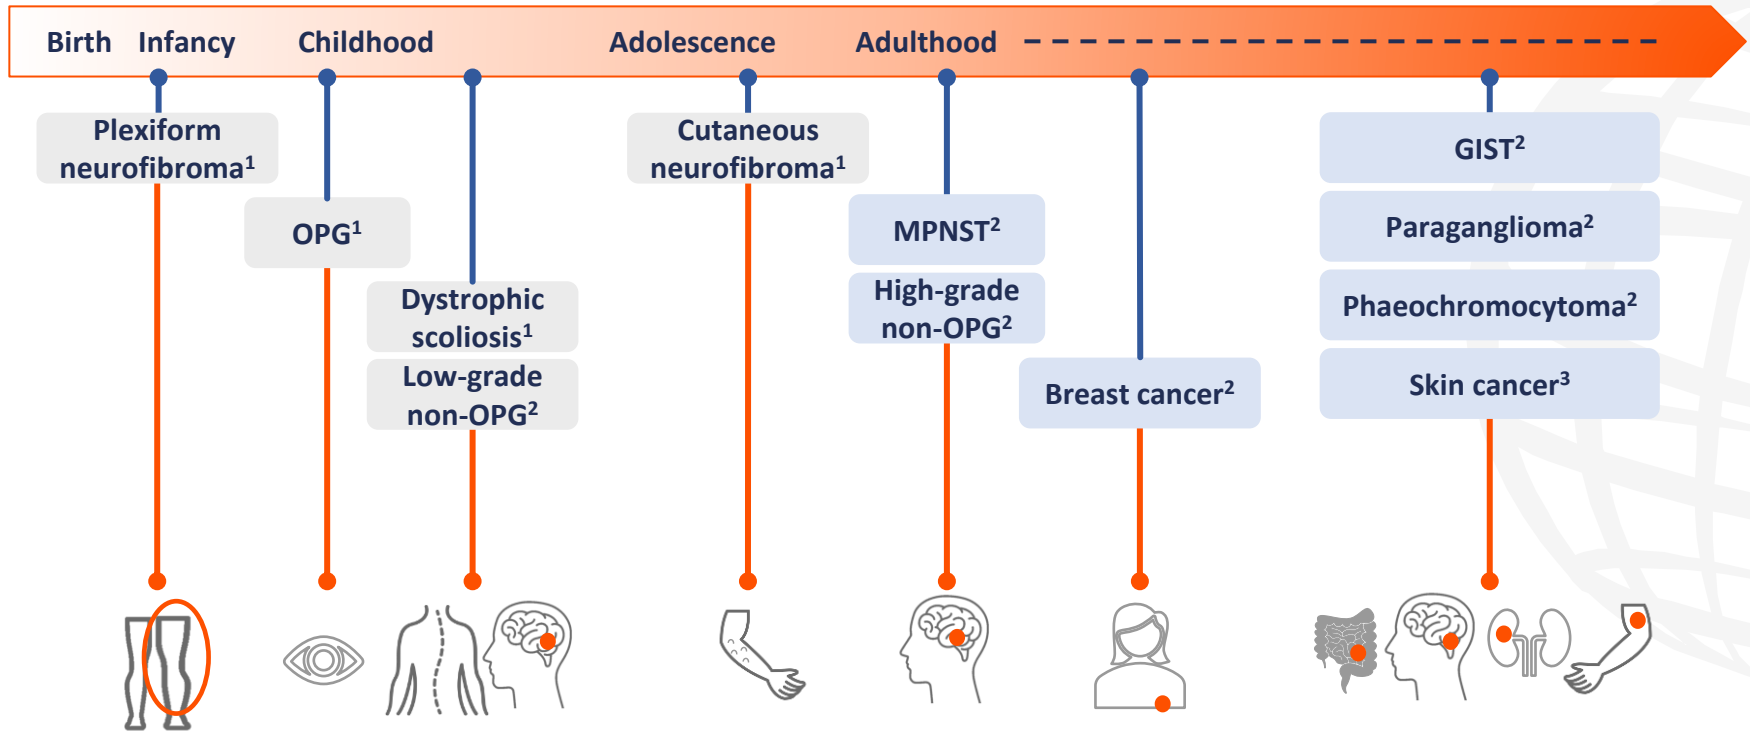 Birth Infancy Childhood Adolescence Adulthood
Plexiform
neurofibroma¹
OPG¹
Dystrophic
scoliosis¹
Low-grade
non-OPG²
Cutaneous
neurofibroma¹
MPNST²
High-grade
non-OPG²
Breast cancer²
GIST²
Paraganglioma²
Phaeochromocytoma²
Skin cancer³